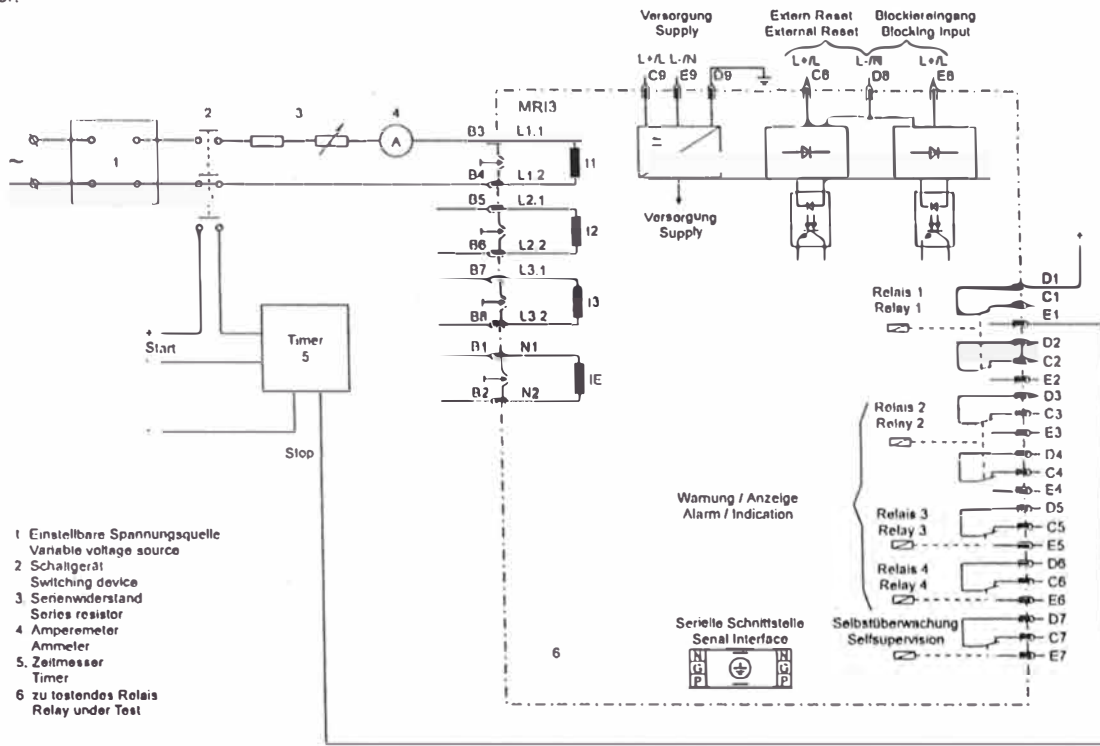 Versorgung
Supply
Extern Reset
External Reset
Blockiereingang
Blocking Input
L+/L L-/N
C9 E9 D9
L+/L
C8
L-/N
D8
L+/L
E8
MRI3
2
3
4
~
1
A
B3 L1.1
I1
B4 L1.2
B5 L2.1
I2
B6 L2.2
B7 L3.1
I3
B8 L3.2
B1 N1
IE
B2 N2
=
Versorgung
Supply
+
Start
Timer
5
Stop
+
D1
C1
E1
Relais 1
Relay 1
D2
C2
E2
D3
C3
E3
Relais 2
Relay 2
D4
C4
E4
D5
C5
E5
Relais 3
Relay 3
D6
C6
E6
Relais 4
Relay 4
D7
C7
E7
Selbstüberwachung
Selfsupervision
Warnung / Anzeige
Alarm / Indication
Serielle Schnittstelle
Serial Interface
N N
G G
P P
6
1 Einstellbare Spannungsquelle
Variable voltage source
2 Schaltgerät
Switching device
3. Serienwiderstand
Series resistor
4 Amperemeter
Ammeter
5. Zeitmesser
Timer
6 zu testendes Relais
Relay under Test